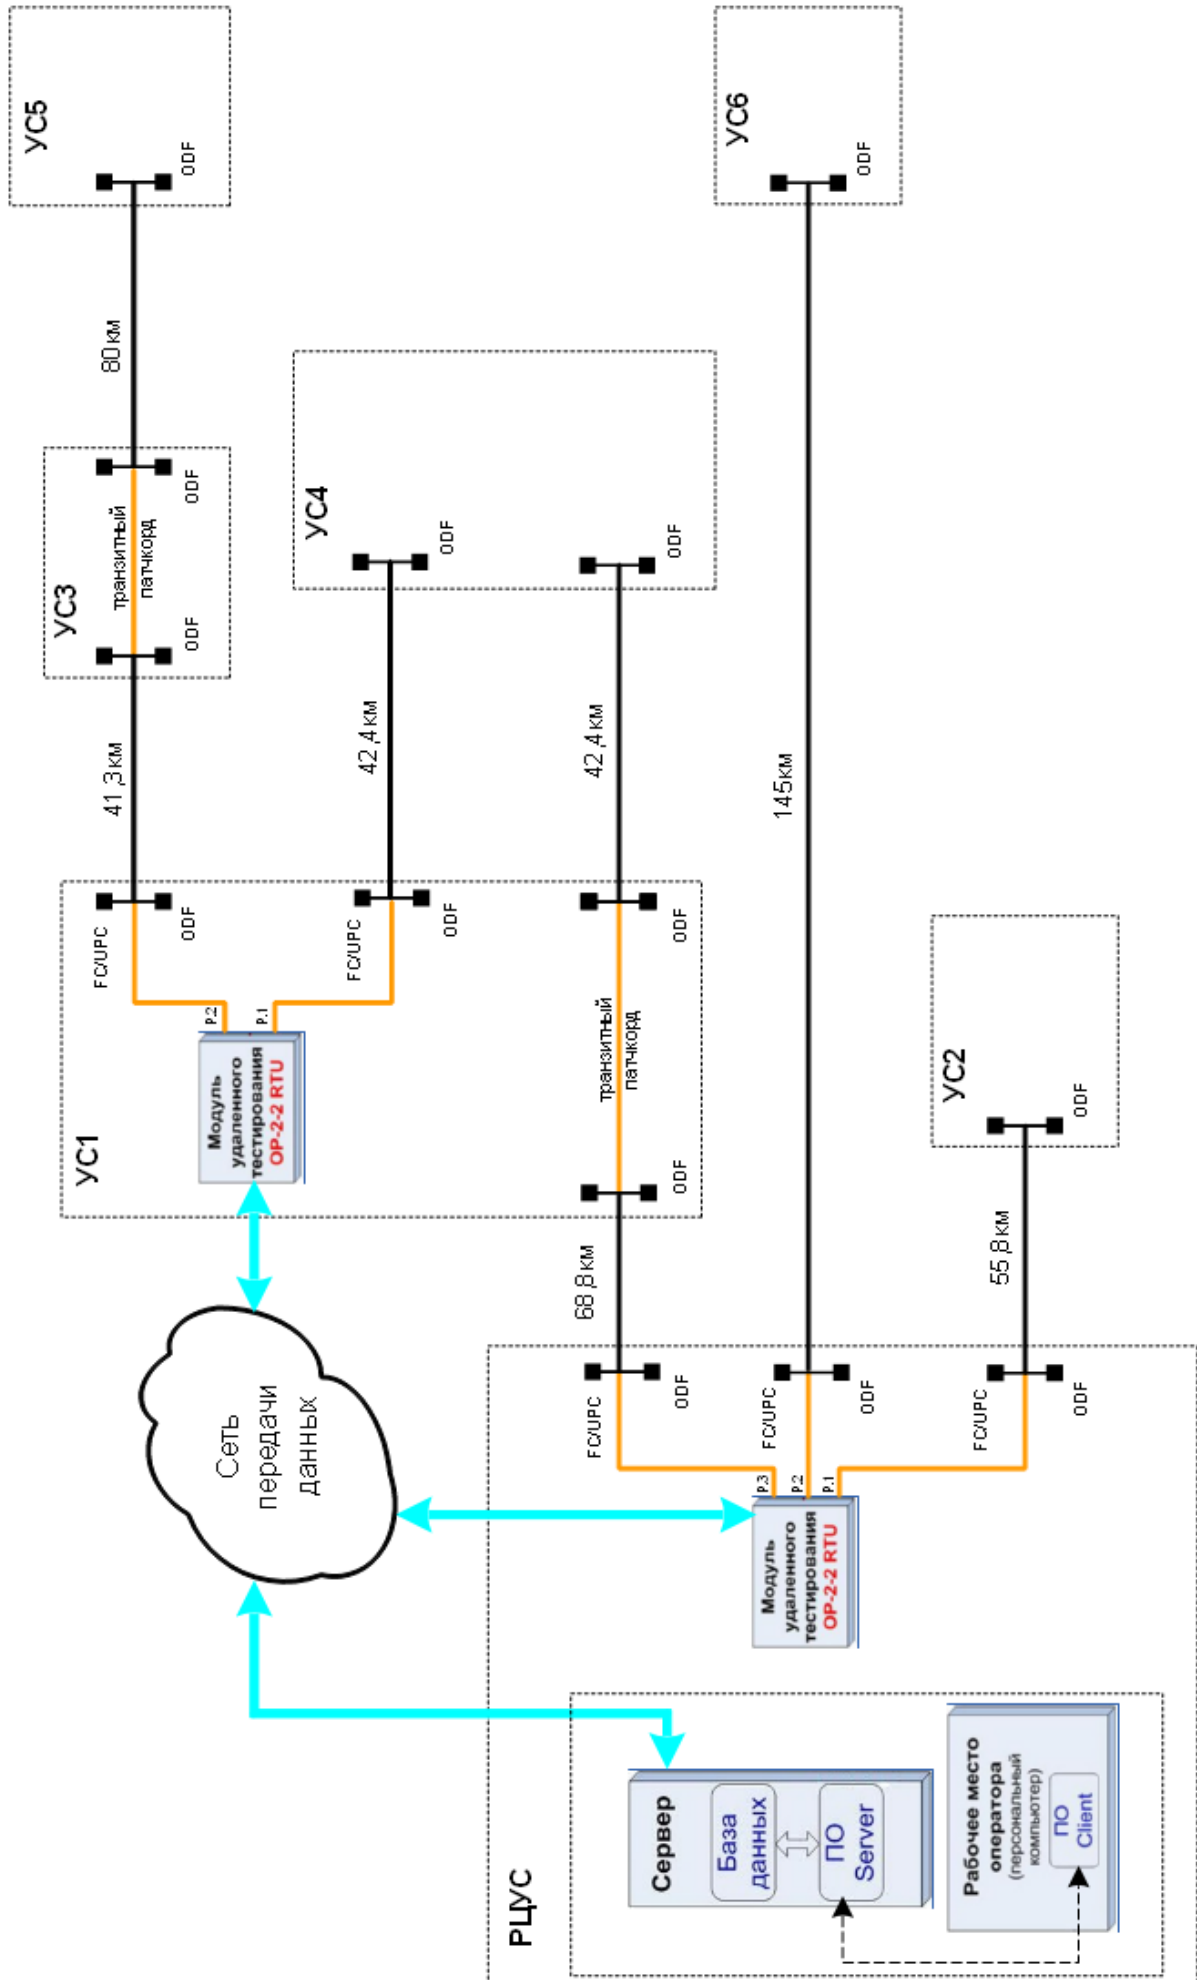 УС5
ODF
80км
УС3
ODF
транзитный
патчкорд
ODF
41,3км
УС4
ODF
ODF
42,4км
42,4км
УС6
ODF
145км
УС1
FC/UPC
ODF
P.2
P.1
FC/UPC
ODF
Модуль
удаленного
тестирования
OP-2-2 RTU
ODF
транзитный
патчкорд
ODF
68,8км
УС2
ODF
55,8км
Сеть
передачи
данных
РЦУС
FC/UPC
ODF
FC/UPC
ODF
FC/UPC
ODF
P.3
P.2
P.1
Модуль
удаленного
тестирования
OP-2-2 RTU
Сервер
База
данных
ПО
Server
Рабочее место
оператора
(персональный
компьютер)
ПО
Client